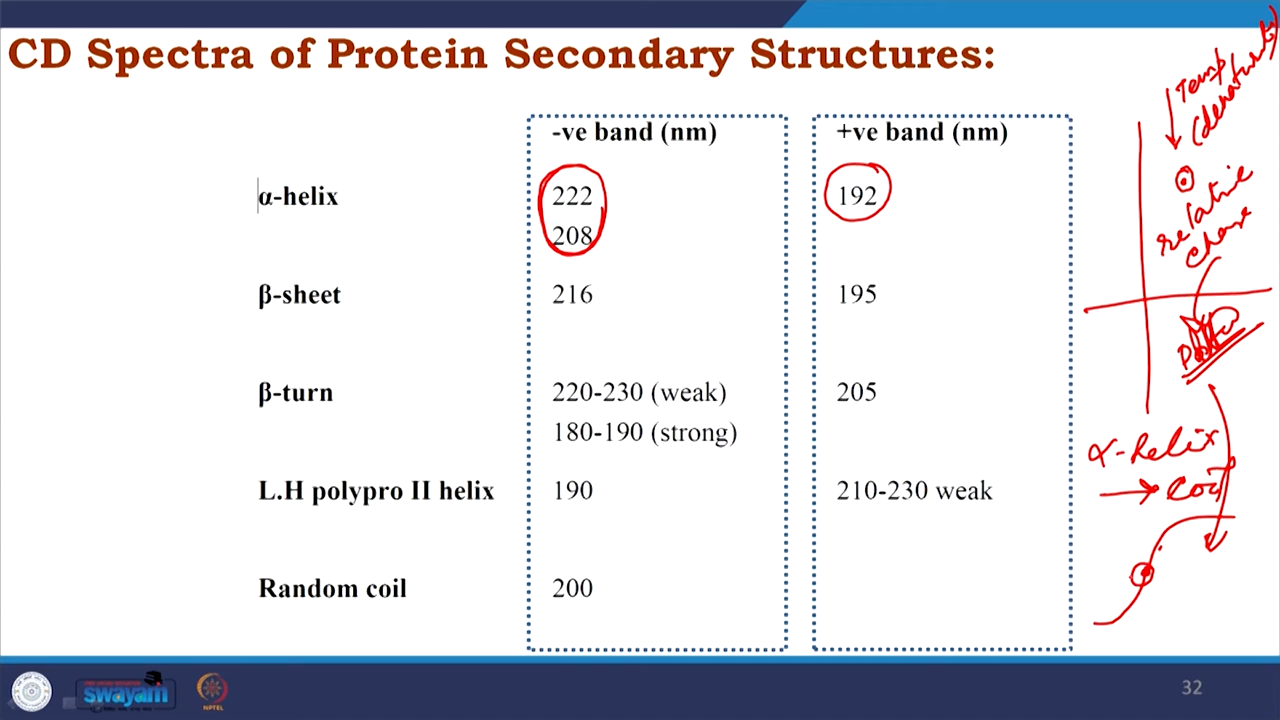 CD Spectra of Protein Secondary Structures:
-ve band (nm) +ve band (nm)
α-helix 222 192
208
β-sheet 216 195
β-turn 220-230 (weak) 205
180-190 (strong)
L.H polypro II helix 190 210-230 weak
Random coil 200
Temp
relative
change
α-helix
→ Coil
swayam
NPTEL
32